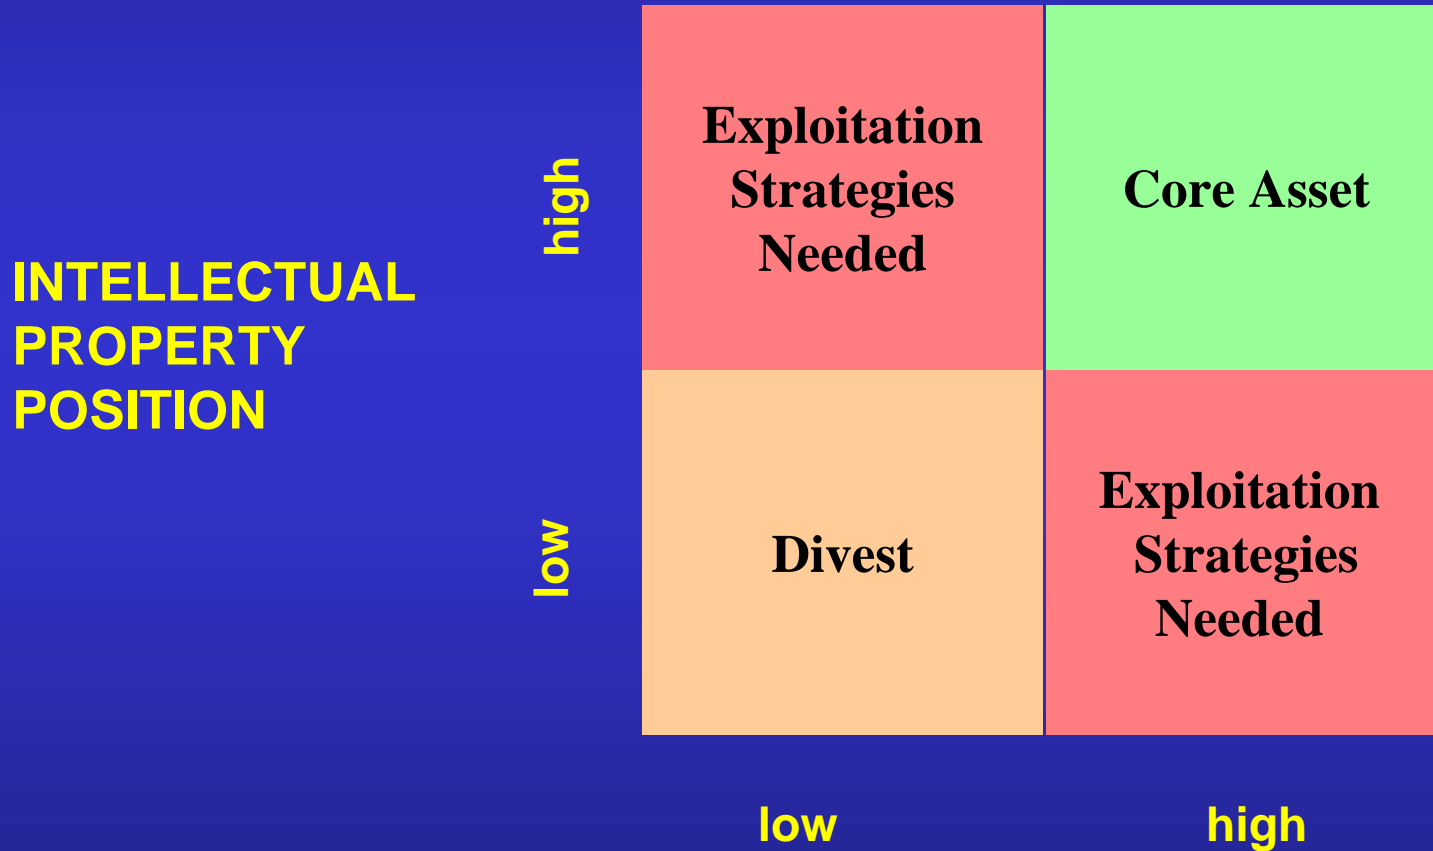 INTELLECTUAL
PROPERTY
POSITION
high
low
Exploitation
Strategies
Needed
Core Asset
Divest
Exploitation
Strategies
Needed
low
high